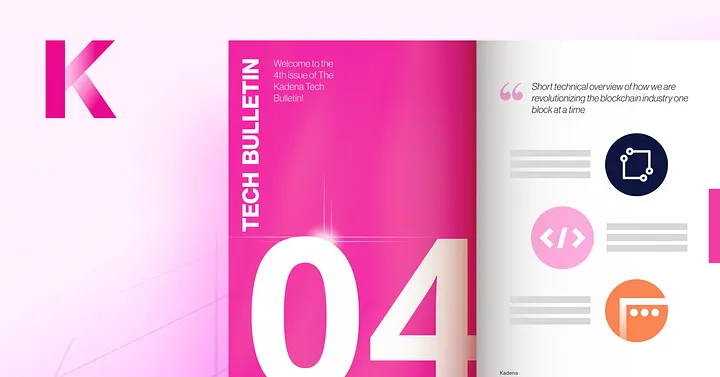 K
TECH BULLETIN
Welcome to the
4th issue of The
Kadena Tech
Bulletin!
04
“ Short technical overview of how we are
revolutionizing the blockchain industry one
block at a time
</>
Kadena